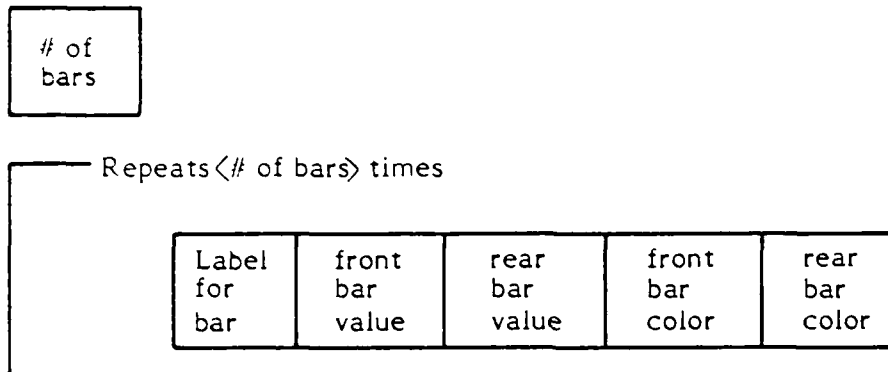 # of
bars
Repeats <# of bars> times
Label front rear front rear
for bar bar bar bar
bar value value color color